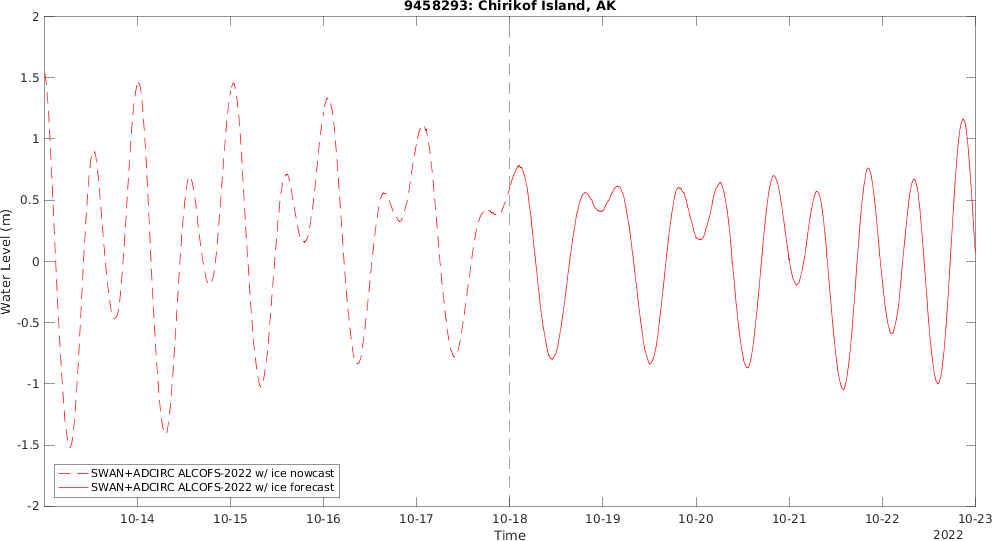 9458293: Chirikof Island, AK
2
1.5
1
0.5
0
-0.5
-1
-1.5
-2
Water Level (m)
SWAN+ADCIRC ALCOFS-2022 w/ ice nowcast
SWAN+ADCIRC ALCOFS-2022 w/ ice forecast
10-14 10-15 10-16 10-17 10-18 10-19 10-20 10-21 10-22 10-23
Time
2022